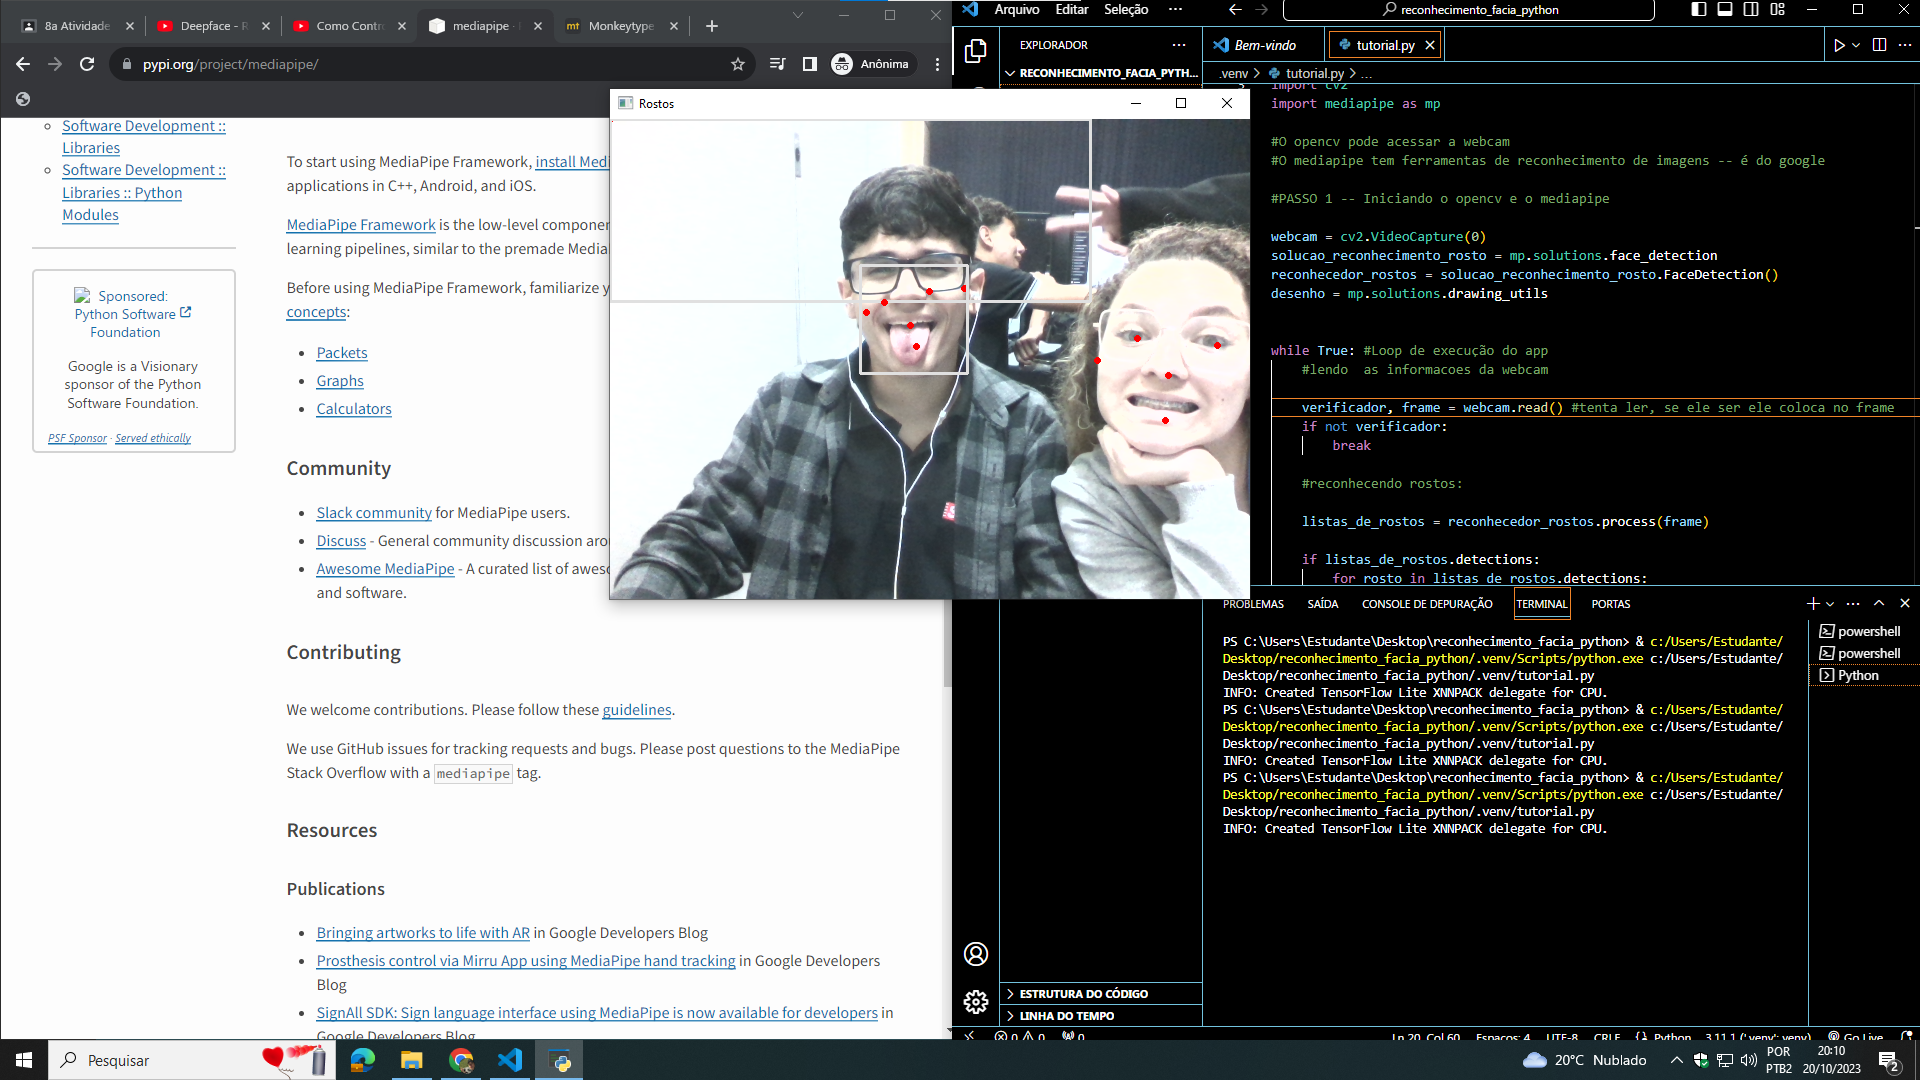 8a Atividade
Deepface - R
Como Contro
mediapipe ·
Monkeytype
pypi.org/project/mediapipe/
Anônima
Software Development ::
Libraries
Software Development ::
Libraries :: Python
Modules
Sponsored:
Python Software
Foundation
Google is a Visionary
sponsor of the Python
Software Foundation.
PSF Sponsor · Served ethically
To start using MediaPipe Framework, install Medi
applications in C++, Android, and iOS.
MediaPipe Framework is the low-level componen
learning pipelines, similar to the premade Media
Before using MediaPipe Framework, familiarize y
concepts:
Packets
Graphs
Calculators
Community
Slack community for MediaPipe users.
Discuss - General community discussion arou
Awesome MediaPipe - A curated list of aweso
and software.
Contributing
We welcome contributions. Please follow these guidelines.
We use GitHub issues for tracking requests and bugs. Please post questions to the MediaPipe
Stack Overflow with a mediapipe tag.
Resources
Publications
Bringing artworks to life with AR in Google Developers Blog
Prosthesis control via Mirru App using MediaPipe hand tracking in Google Developers
Blog
SignAll SDK: Sign language interface using MediaPipe is now available for developers in
Google Developers Blog
Rostos
Arquivo Editar Seleção ···
reconhecimento_facia_python
EXPLORADOR
RECONHECIMENTO_FACIA_PYTH...
Bem-vindo
tutorial.py
.venv > tutorial.py > ...
3 import cv2
import mediapipe as mp
#O opencv pode acessar a webcam
#O mediapipe tem ferramentas de reconhecimento de imagens -- é do google
#PASSO 1 -- Iniciando o opencv e o mediapipe
webcam = cv2.VideoCapture(0)
solucao_reconhecimento_rosto = mp.solutions.face_detection
reconhecedor_rostos = solucao_reconhecimento_rosto.FaceDetection()
desenho = mp.solutions.drawing_utils
while True: #Loop de execução do app
#lendo  as informacoes da webcam
verificador, frame = webcam.read() #tenta ler, se ele ser ele coloca no frame
if not verificador:
break
#reconhecendo rostos:
listas_de_rostos = reconhecedor_rostos.process(frame)
if listas_de_rostos.detections:
for rosto in listas_de_rostos.detections:
PROBLEMAS SAÍDA CONSOLE DE DEPURAÇÃO TERMINAL PORTAS
PS C:\Users\Estudante\Desktop\reconhecimento_facia_python> & c:/Users/Estudante/
Desktop/reconhecimento_facia_python/.venv/Scripts/python.exe c:/Users/Estudante/
Desktop/reconhecimento_facia_python/.venv/tutorial.py
INFO: Created TensorFlow Lite XNNPACK delegate for CPU.
PS C:\Users\Estudante\Desktop\reconhecimento_facia_python> & c:/Users/Estudante/
Desktop/reconhecimento_facia_python/.venv/Scripts/python.exe c:/Users/Estudante/
Desktop/reconhecimento_facia_python/.venv/tutorial.py
INFO: Created TensorFlow Lite XNNPACK delegate for CPU.
PS C:\Users\Estudante\Desktop\reconhecimento_facia_python> & c:/Users/Estudante/
Desktop/reconhecimento_facia_python/.venv/Scripts/python.exe c:/Users/Estudante/
Desktop/reconhecimento_facia_python/.venv/tutorial.py
INFO: Created TensorFlow Lite XNNPACK delegate for CPU.
powershell
powershell
Python
ESTRUTURA DO CÓDIGO
LINHA DO TEMPO
0 0 0
Ln 20, Col 60 Espaços: 4 UTF-8 CRLF Python 3.11.1 ('.venv': venv) Go Live
Pesquisar
20°C Nublado
POR
PTB2
20:10
20/10/2023
2